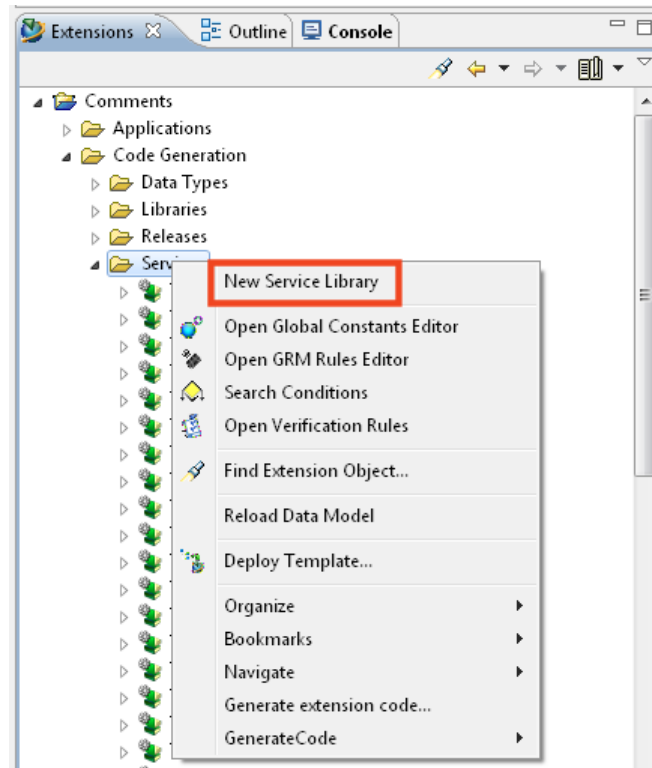 Extensions Outline Console
Comments
Applications
Code Generation
Data Types
Libraries
Releases
New Service Library
Open Global Constants Editor
Open GRM Rules Editor
Search Conditions
Open Verification Rules
Find Extension Object...
Reload Data Model
Deploy Template...
Organize
Bookmarks
Navigate
Generate extension code...
GenerateCode